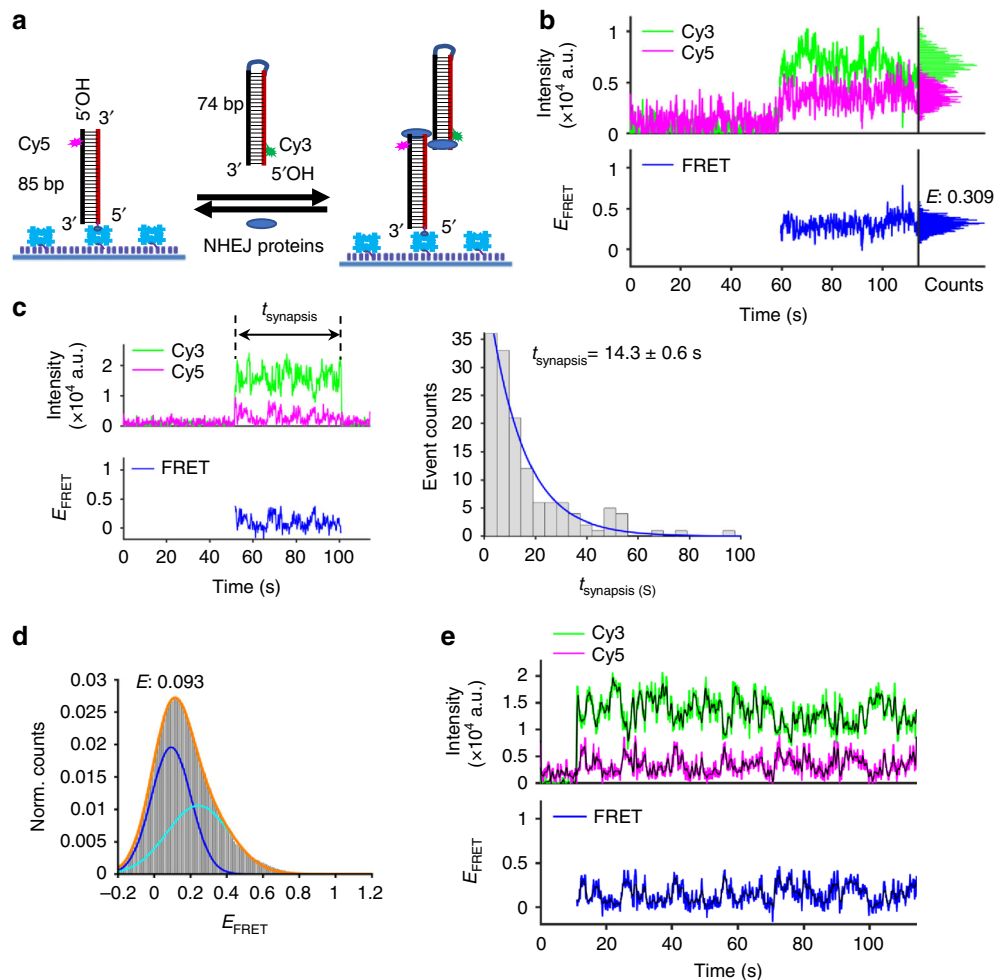 a
5′OH
3′
Cy5
85 bp
3′
5′
74 bp
Cy3
3′
5′OH
NHEJ proteins
3′
5′
b
Cy3
Cy5
Intensity
(×10⁴ a.u.)
1
0.5
0
FRET
E: 0.309
E_FRET
1
0.5
0
0 20 40 60 80 100
Counts
Time (s)
c
t_synapsis
Cy3
Cy5
Intensity
(×10⁴ a.u.)
2
1
0
FRET
E_FRET
1
0.5
0
0 20 40 60 80 100
Time (s)
t_synapsis= 14.3 ± 0.6 s
Event counts
35
30
25
20
15
10
5
0
0 20 40 60 80 100
t_synapsis (S)
d
E: 0.093
Norm. counts
0.03
0.025
0.02
0.015
0.01
0.005
0
−0.2 0 0.2 0.4 0.6 0.8 1 1.2
E_FRET
e
Cy3
Cy5
Intensity
(×10⁴ a.u.)
2
1.5
1
0.5
0
FRET
E_FRET
1
0.5
0
0 20 40 60 80 100
Time (s)